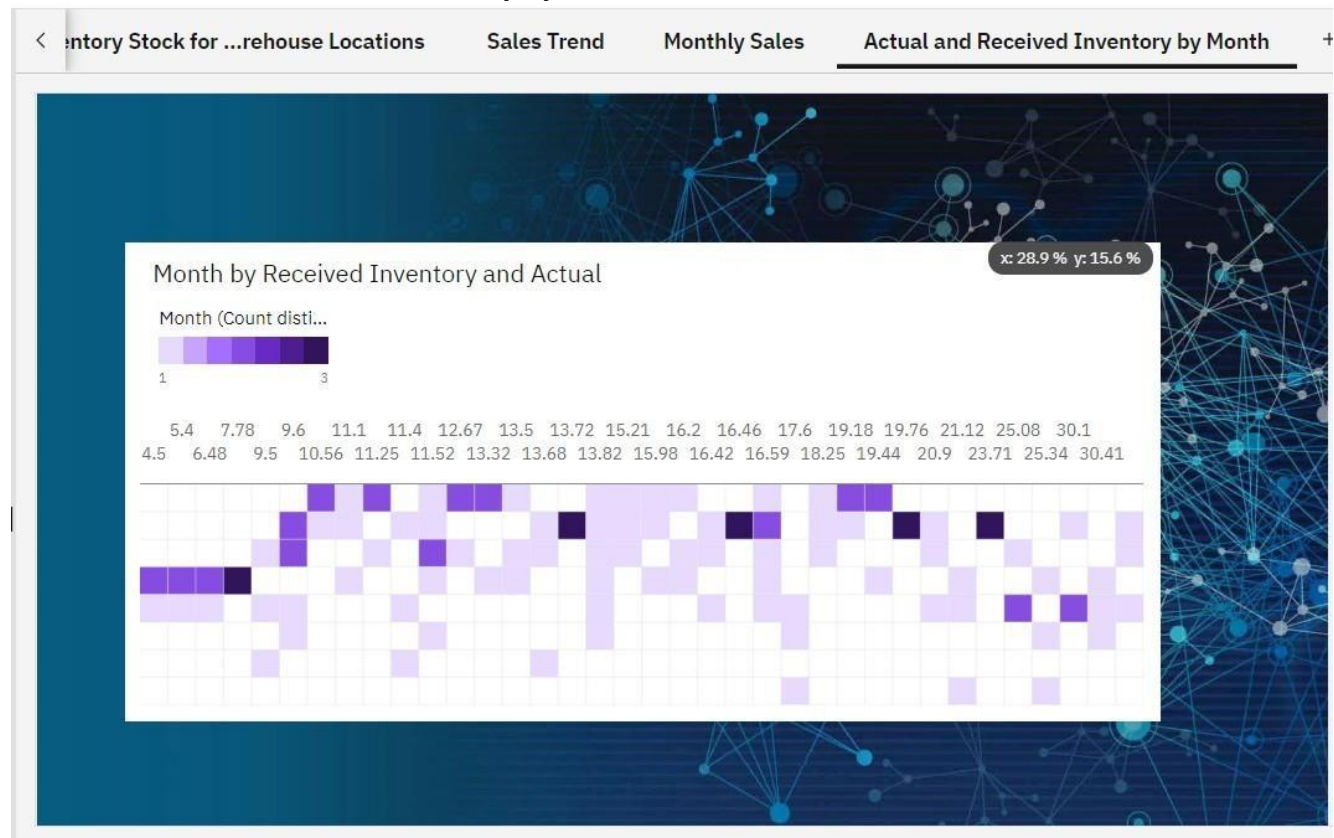 < entory Stock for ...rehouse Locations Sales Trend Monthly Sales Actual and Received Inventory by Month +
x: 28.9 % y: 15.6 %
Month by Received Inventory and Actual
Month (Count disti...
1 3
5.4 7.78 9.6 11.1 11.4 12.67 13.5 13.72 15.21 16.2 16.46 17.6 19.18 19.76 21.12 25.08 30.1
4.5 6.48 9.5 10.56 11.25 11.52 13.32 13.68 13.82 15.98 16.42 16.59 18.25 19.44 20.9 23.71 25.34 30.41